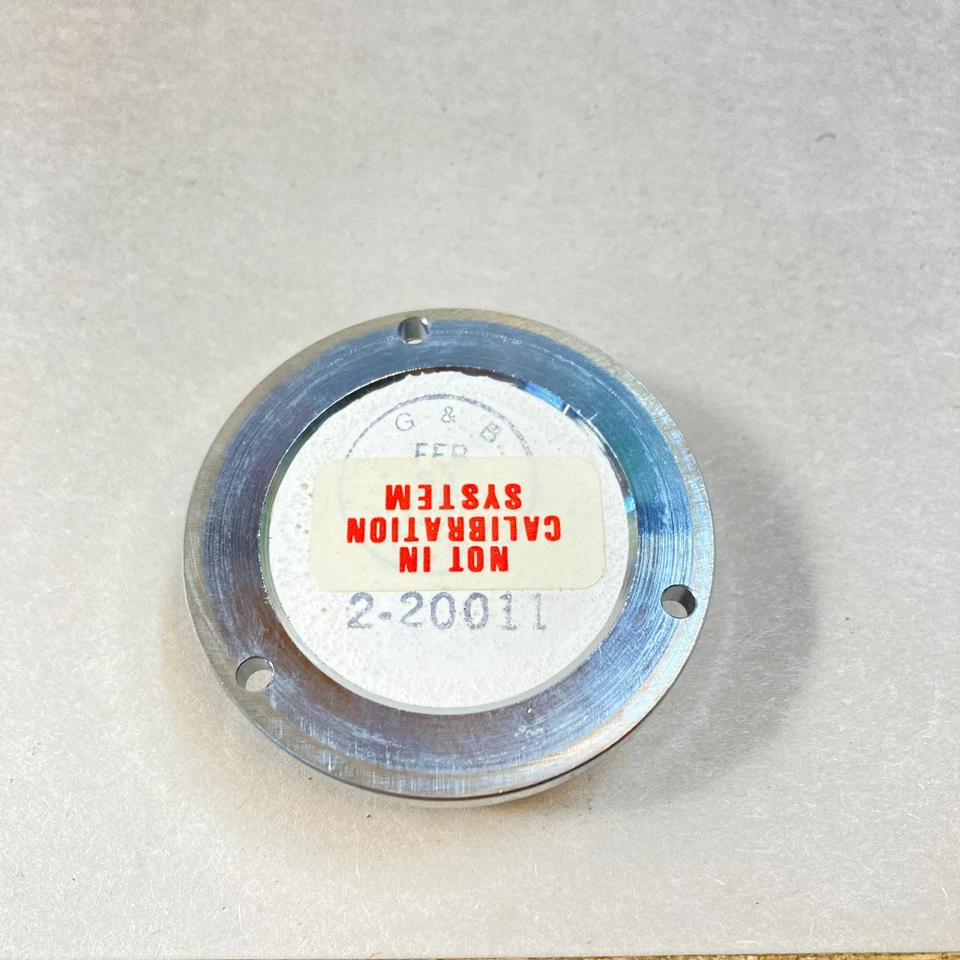 G & B
FEB
NOT IN
CALIBRATION
SYSTEM
2-20011